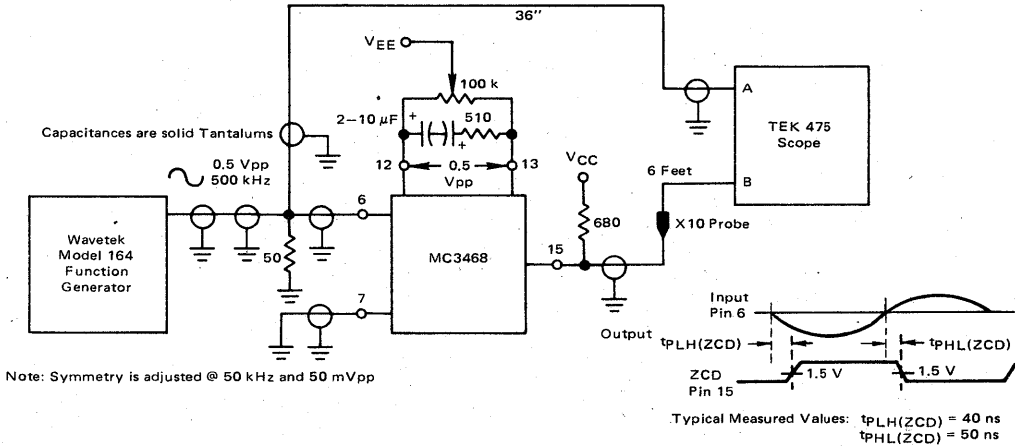 36"
VEE
100 k
2–10 µF
+
510
+
Capacitances are solid Tantalums
12
0.5
Vpp
13
A
TEK 475
Scope
B
0.5 Vpp
500 kHz
VCC
6 Feet
6
680
X10 Probe
Wavetek
Model 164
Function
Generator
50
MC3468
15
7
Input
Pin 6
Output
tPLH(ZCD)
tPHL(ZCD)
Note: Symmetry is adjusted @ 50 kHz and 50 mVpp
ZCD
Pin 15
1.5 V
1.5 V
Typical Measured Values: tPLH(ZCD) = 40 ns
tPHL(ZCD) = 50 ns